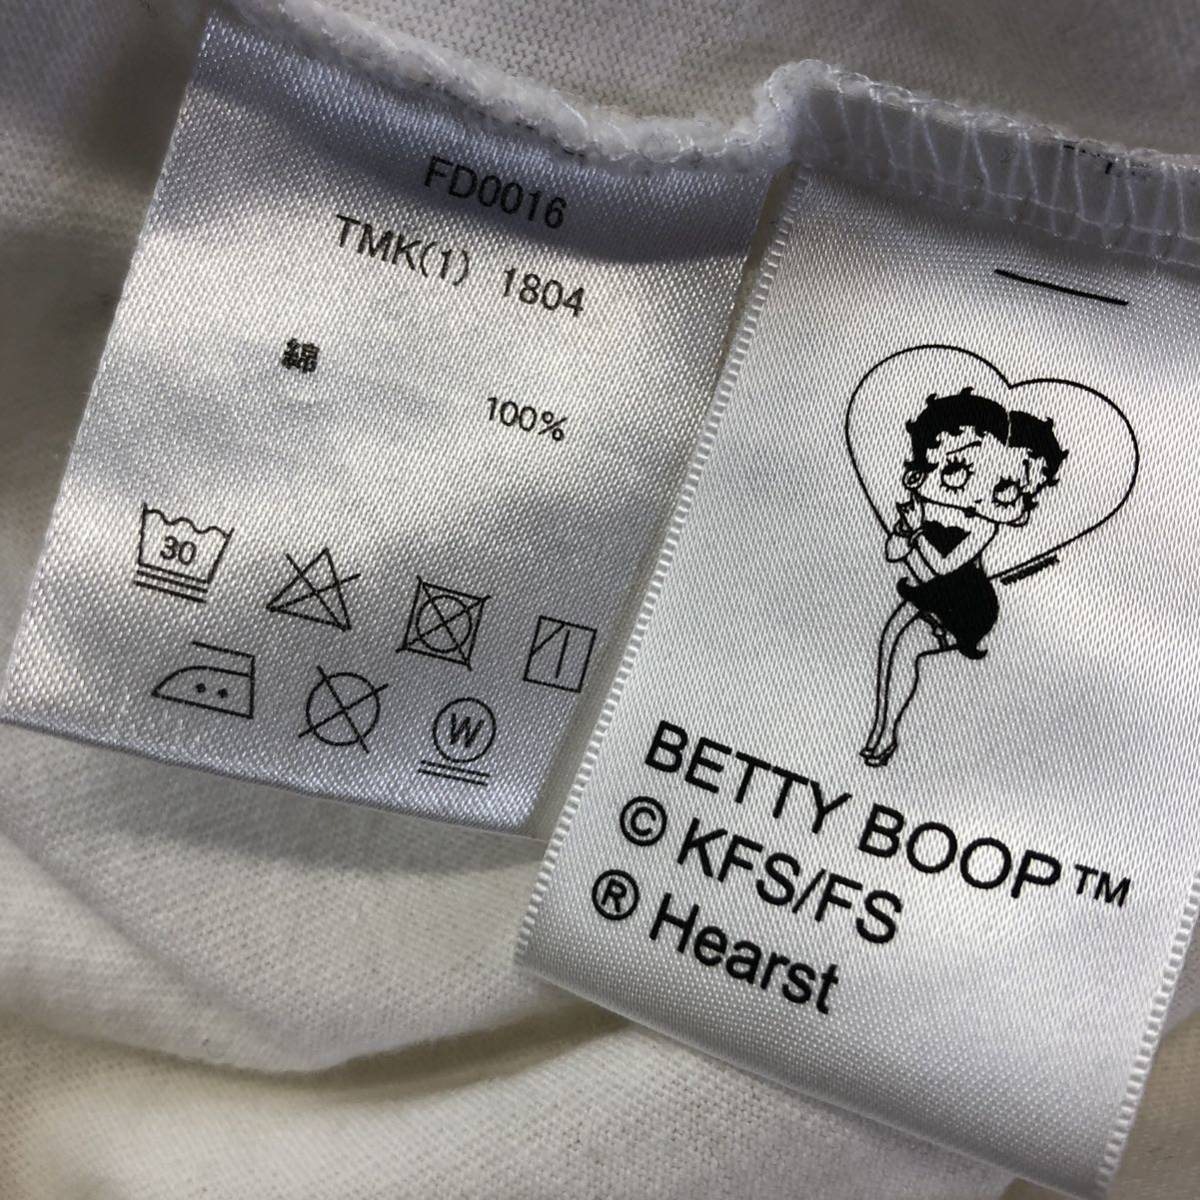 FD0016
TMK(1) 1804
綿 100%
30
W
BETTY BOOP™
© KFS/FS
® Hearst